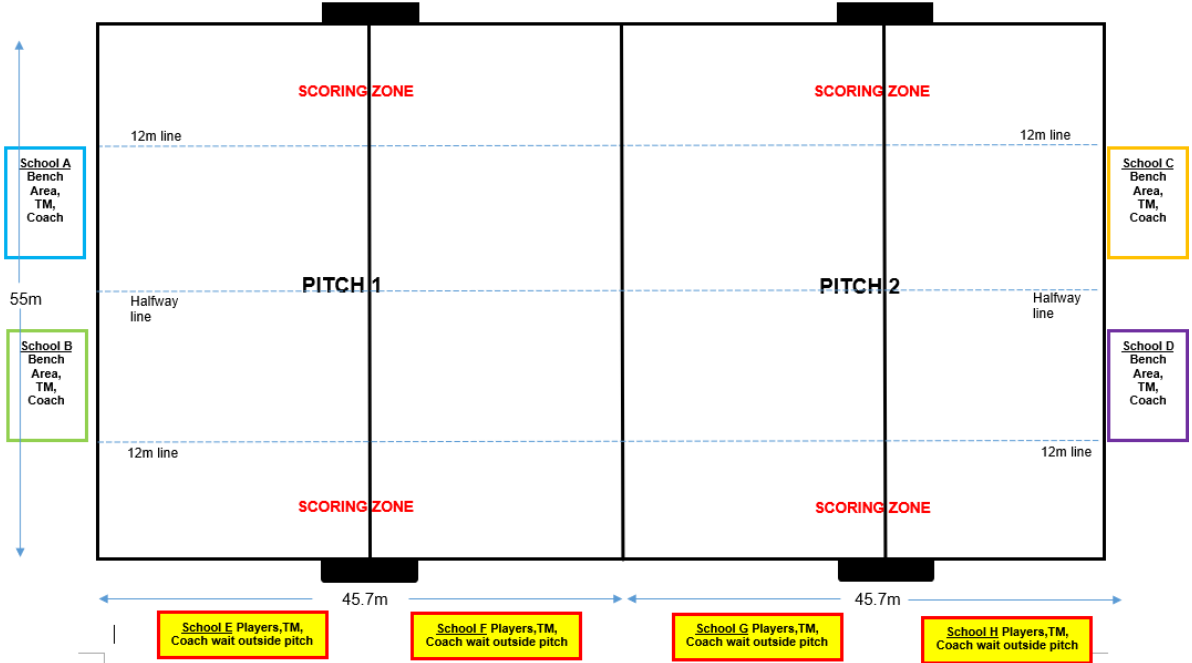 SCORING ZONE
SCORING ZONE
12m line
12m line
School A
Bench
Area,
TM,
Coach
School C
Bench
Area,
TM,
Coach
PITCH 1
PITCH 2
55m
Halfway
line
Halfway
line
School B
Bench
Area,
TM,
Coach
School D
Bench
Area,
TM,
Coach
12m line
12m line
SCORING ZONE
SCORING ZONE
45.7m
45.7m
School E Players,TM,
Coach wait outside pitch
School F Players,TM,
Coach wait outside pitch
School G Players,TM,
Coach wait outside pitch
School H Players,TM,
Coach wait outside pitch